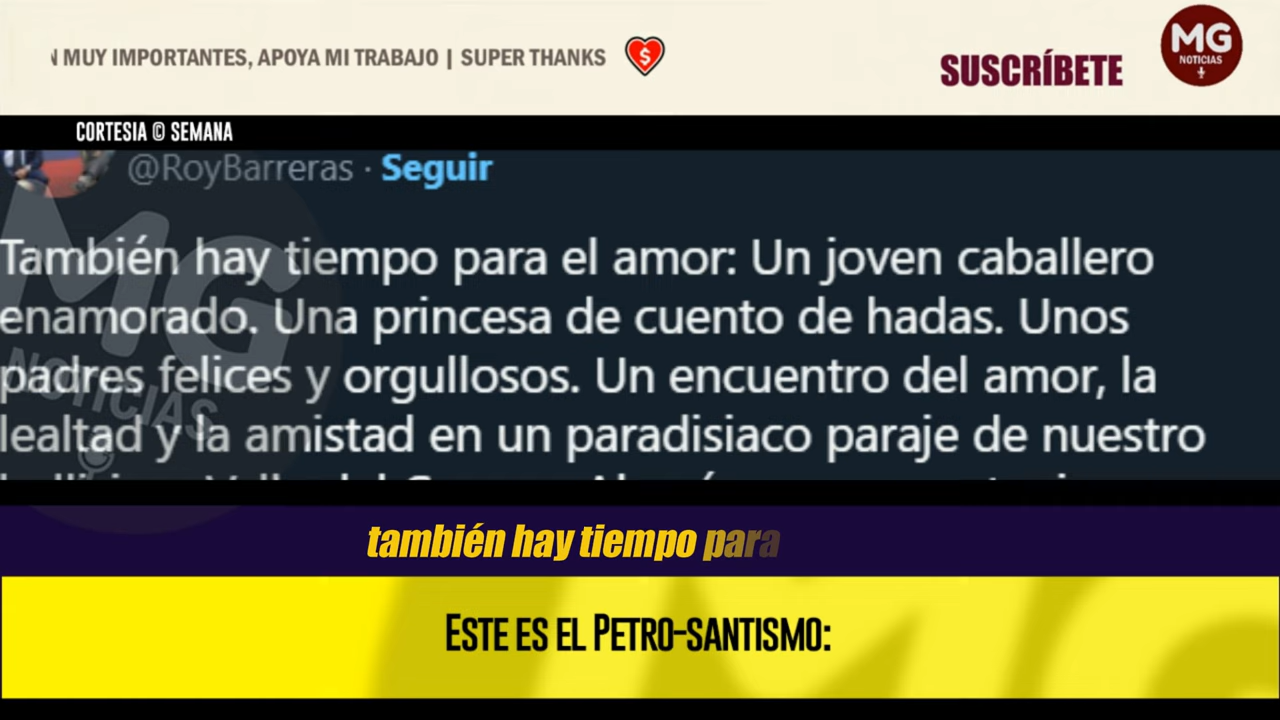 MUY IMPORTANTES, APOYA MI TRABAJO | SUPER THANKS
$
SUSCRÍBETE
MG
NOTICIAS
CORTESIA © SEMANA
@RoyBarreras · Seguir
También hay tiempo para el amor: Un joven caballero
enamorado. Una princesa de cuento de hadas. Unos
padres felices y orgullosos. Un encuentro del amor, la
lealtad y la amistad en un paradisiaco paraje de nuestro
MG
NOTICIAS
también hay tiempo para
Este es el Petro-santismo: